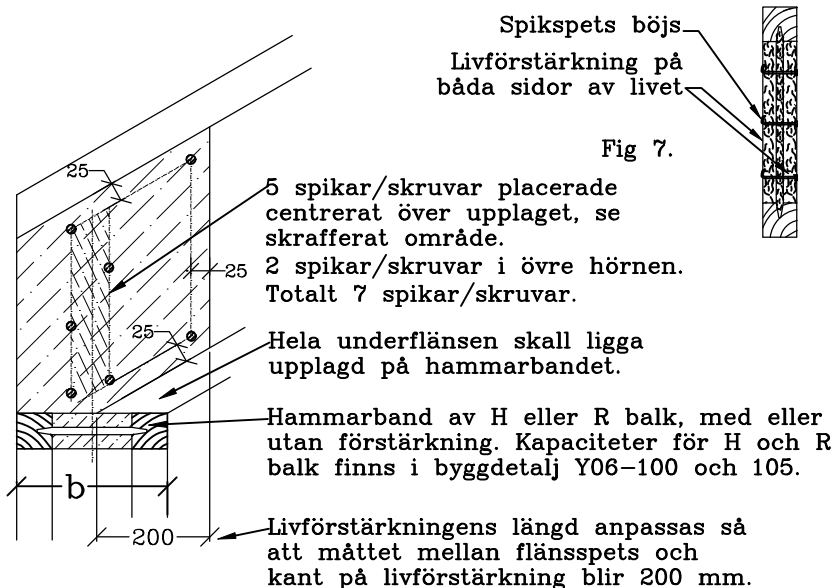 Spikspets böjs
Livförstärkning på
båda sidor av livet
Fig 7.
25
5 spikar/skruvar placerade
centrerat över upplaget, se
skrafferat område.
25
2 spikar/skruvar i övre hörnen.
Totalt 7 spikar/skruvar.
25
Hela underflänsen skall ligga
upplagd på hammarbandet.
Hammarband av H eller R balk, med eller
utan förstärkning. Kapaciteter för H och R
balk finns i byggdetalj Y06-100 och 105.
b
200
Livförstärkningens längd anpassas så
att måttet mellan flänsspets och
kant på livförstärkning blir 200 mm.